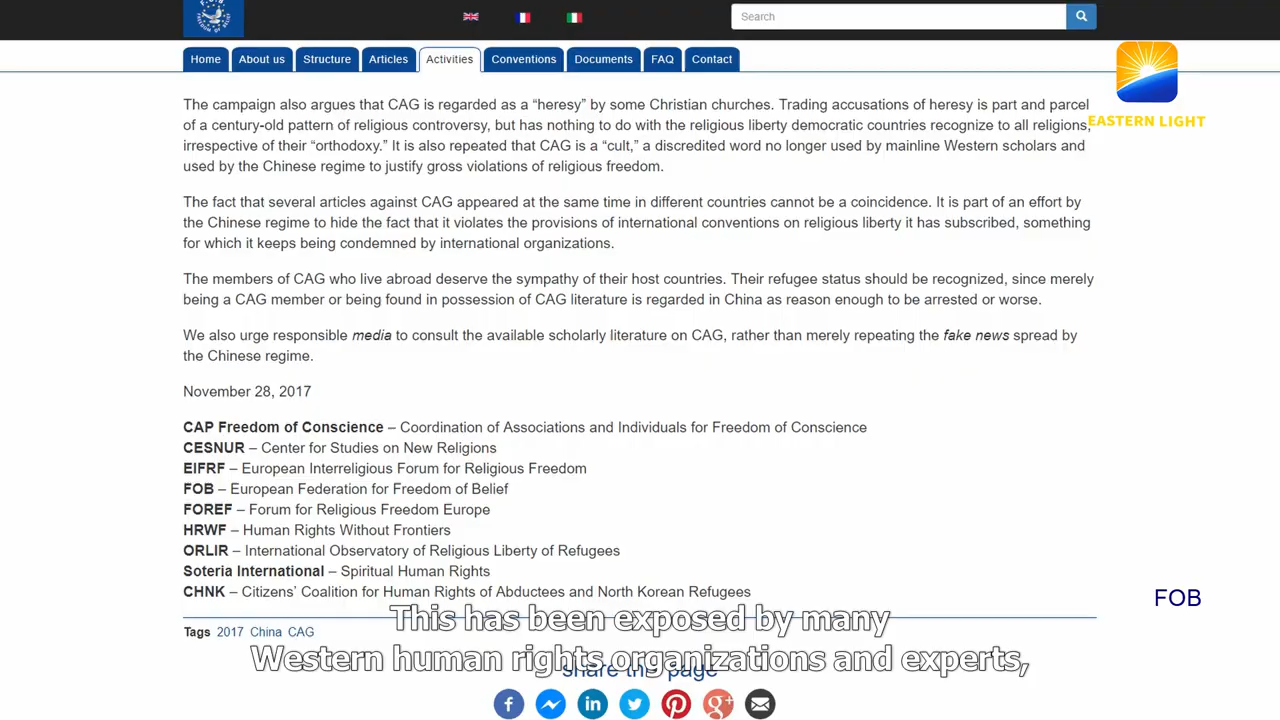 FREEDOM OF BELIEF
Search
Home About us Structure Articles Activities Conventions Documents FAQ Contact
EASTERN LIGHT
The campaign also argues that CAG is regarded as a “heresy” by some Christian churches. Trading accusations of heresy is part and parcel
of a century-old pattern of religious controversy, but has nothing to do with the religious liberty democratic countries recognize to all religions,
irrespective of their “orthodoxy.” It is also repeated that CAG is a “cult,” a discredited word no longer used by mainline Western scholars and
used by the Chinese regime to justify gross violations of religious freedom.
The fact that several articles against CAG appeared at the same time in different countries cannot be a coincidence. It is part of an effort by
the Chinese regime to hide the fact that it violates the provisions of international conventions on religious liberty it has subscribed, something
for which it keeps being condemned by international organizations.
The members of CAG who live abroad deserve the sympathy of their host countries. Their refugee status should be recognized, since merely
being a CAG member or being found in possession of CAG literature is regarded in China as reason enough to be arrested or worse.
We also urge responsible media to consult the available scholarly literature on CAG, rather than merely repeating the fake news spread by
the Chinese regime.
November 28, 2017
CAP Freedom of Conscience – Coordination of Associations and Individuals for Freedom of Conscience
CESNUR – Center for Studies on New Religions
EIFRF – European Interreligious Forum for Religious Freedom
FOB – European Federation for Freedom of Belief
FOREF – Forum for Religious Freedom Europe
HRWF – Human Rights Without Frontiers
ORLIR – International Observatory of Religious Liberty of Refugees
Soteria International – Spiritual Human Rights
CHNK – Citizens’ Coalition for Human Rights of Abductees and North Korean Refugees
FOB
Tags 2017 China CAG
This has been exposed by many
Western human rights organizations and experts,
share this page